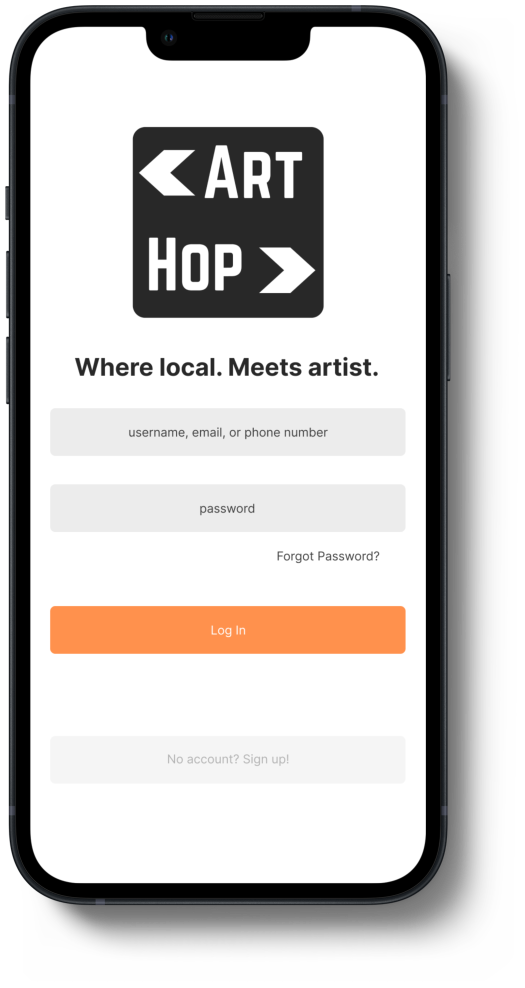 ART
HOP
Where local. Meets artist.
username, email, or phone number
password
Forgot Password?
Log In
No account? Sign up!